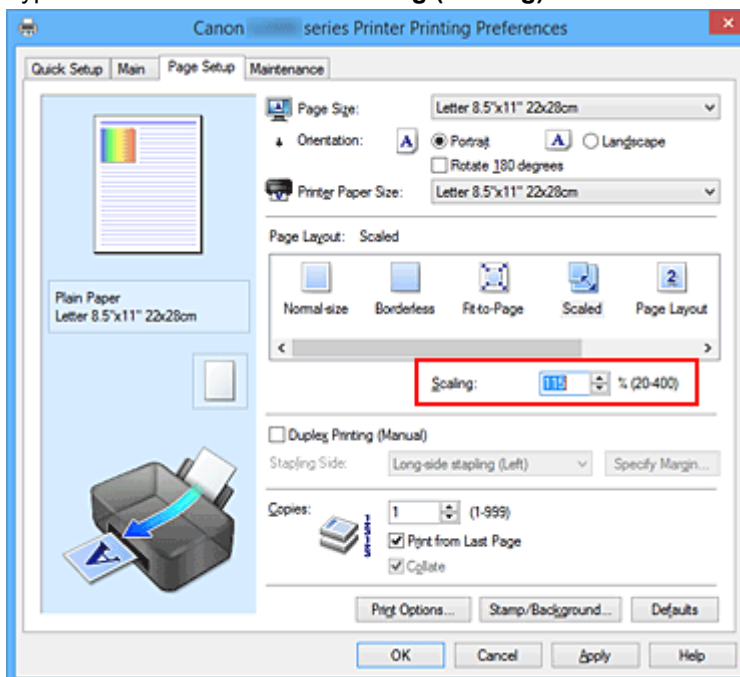 Canon series Printer Printing Preferences
Quick Setup Main Page Setup Maintenance
Page Size: Letter 8.5"x11" 22x28cm
Orientation: A Portrait A Landscape
Rotate 180 degrees
Printer Paper Size: Letter 8.5"x11" 22x28cm
Page Layout: Scaled
Normal-size Borderless Fit-to-Page Scaled 2 Page Layout
Plain Paper
Letter 8.5"x11" 22x28cm
Scaling: 115 % (20-400)
Duplex Printing (Manual)
Stapling Side: Long-side stapling (Left) Specify Margin...
Copies: 1 (1-999)
Print from Last Page
Collate
A
Print Options... Stamp/Background... Defaults
OK Cancel Apply Help